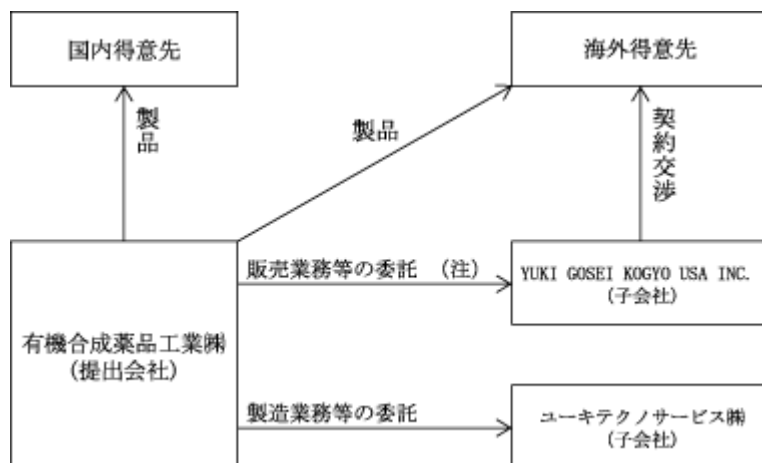 国内得意先
海外得意先
製品
製品
契約交渉
販売業務等の委託　(注)
YUKI GOSEI KOGYO USA INC.
(子会社)
有機合成薬品工業㈱
(提出会社)
製造業務等の委託
ユーキテクノサービス㈱
(子会社)